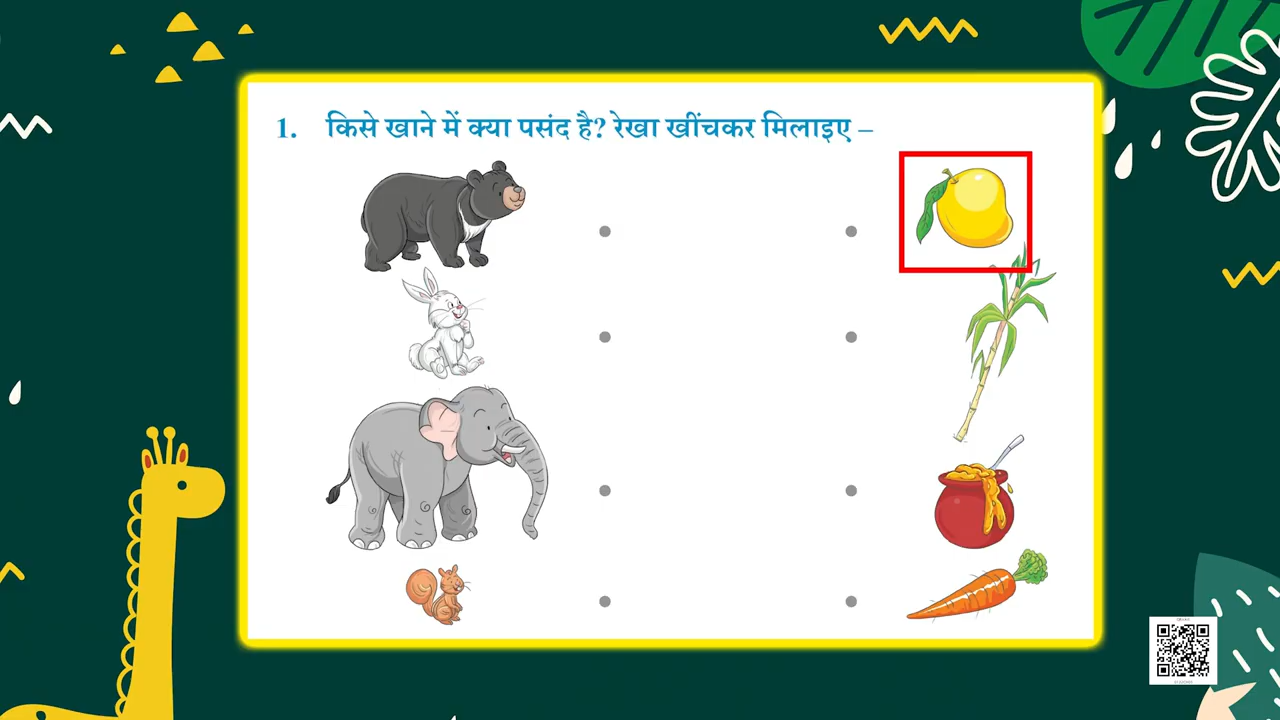 1. किसे खाने में क्या पसंद है? रेखा खींचकर मिलाइए –